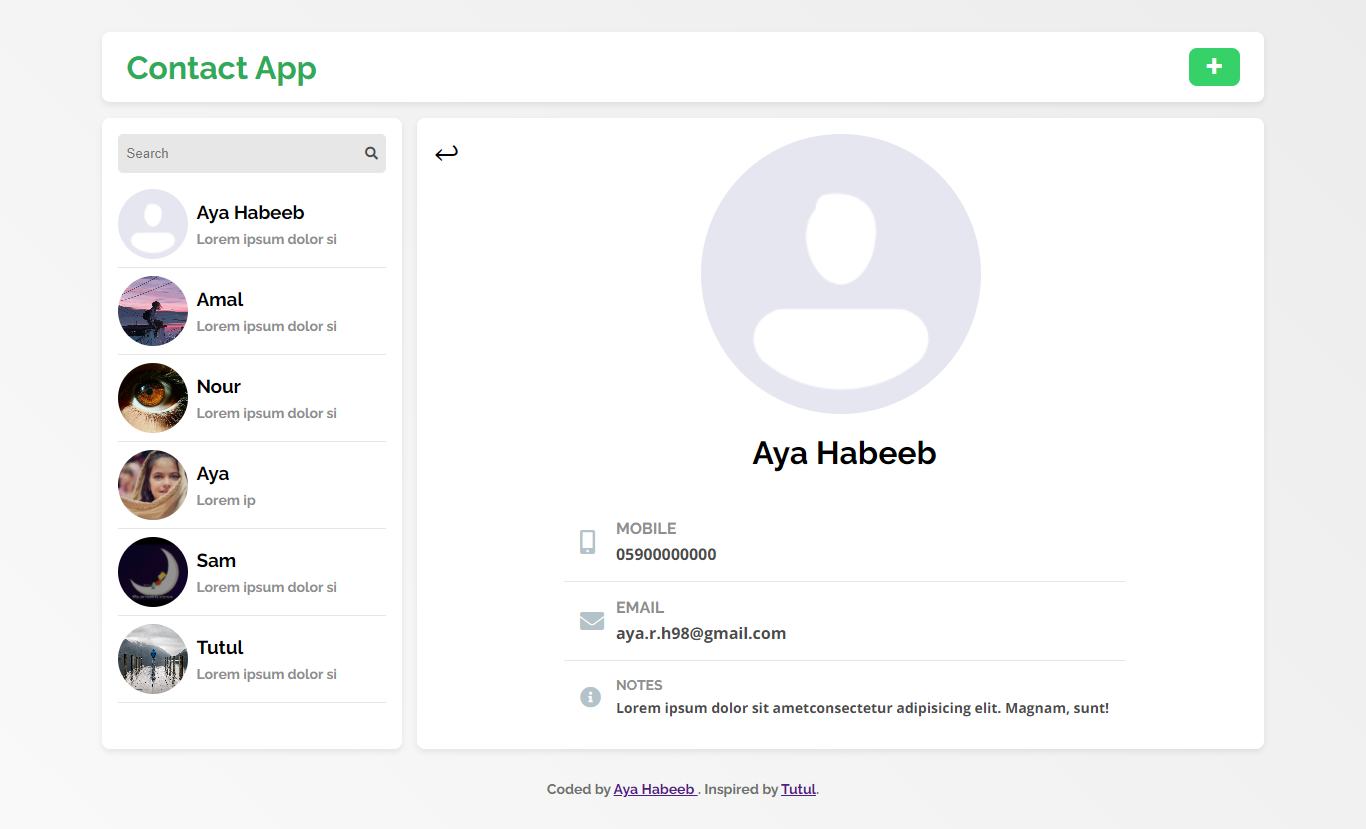 Contact App
Search
Aya Habeeb
Lorem ipsum dolor si
Amal
Lorem ipsum dolor si
Nour
Lorem ipsum dolor si
Aya
Lorem ip
Sam
Lorem ipsum dolor si
Tutul
Lorem ipsum dolor si
Aya Habeeb
MOBILE
05900000000
EMAIL
aya.r.h98@gmail.com
NOTES
Lorem ipsum dolor sit ametconsectetur adipisicing elit. Magnam, sunt!
Coded by Aya Habeeb . Inspired by Tutul.